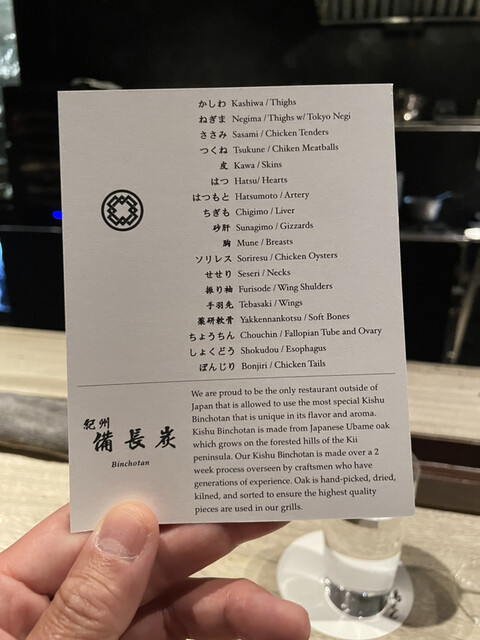 かしわ Kashiwa / Thighs
ねぎま Negima / Thighs w/ Tokyo Negi
ささみ Sasami / Chicken Tenders
つくね Tsukune / Chiken Meatballs
皮 Kawa / Skins
はつ Hatsu/ Hearts
はつもと Hatsumoto / Artery
ちぎも Chigimo / Liver
砂肝 Sunagimo / Gizzards
胸 Mune / Breasts
ソリレス Soriresu / Chicken Oysters
せせり Seseri / Necks
振り袖 Furisode / Wing Shulders
手羽先 Tebasaki / Wings
薬研軟骨 Yakkennankotsu / Soft Bones
ちょうちん Chouchin / Fallopian Tube and Ovary
しょくどう Shokudou / Esophagus
ぼんじり Bonjiri / Chicken Tails
紀州
備長炭
Binchotan
We are proud to be the only restaurant outside of
Japan that is allowed to use the most special Kishu
Binchotan that is unique in its flavor and aroma.
Kishu Binchotan is made from Japanese Ubame oak
which grows on the forested hills of the Kii
peninsula. Our Kishu Binchotan is made over a 2
week process overseen by craftsmen who have
generations of experience. Oak is hand-picked, dried,
kilned, and sorted to ensure the highest quality
pieces are used in our grills.